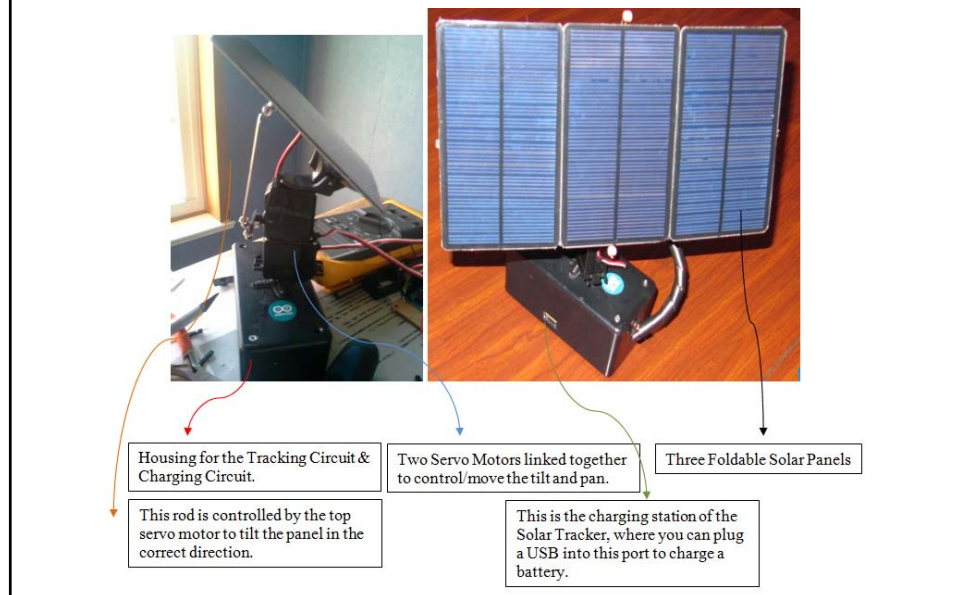 Housing for the Tracking Circuit &
Charging Circuit.
Two Servo Motors linked together
to control/move the tilt and pan.
Three Foldable Solar Panels
This rod is controlled by the top
servo motor to tilt the panel in the
correct direction.
This is the charging station of the
Solar Tracker, where you can plug
a USB into this port to charge a
battery.